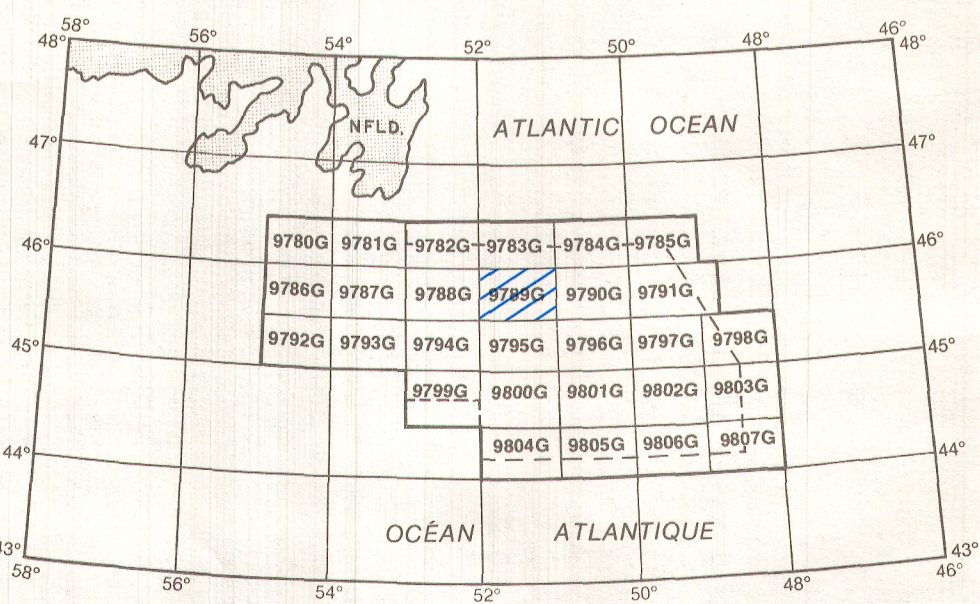 58° 56° 54° 52° 50° 48° 46°
48° 48°
NFLD. ATLANTIC OCEAN
47° 47°
9780G 9781G 9782G 9783G 9784G 9785G
46° 46°
9786G 9787G 9788G 9789G 9790G 9791G
9792G 9793G 9794G 9795G 9796G 9797G 9798G
45° 45°
9799G 9800G 9801G 9802G 9803G
9804G 9805G 9806G 9807G
44° 44°
OCÉAN ATLANTIQUE
43° 43°
58° 56° 54° 52° 50° 48° 46°